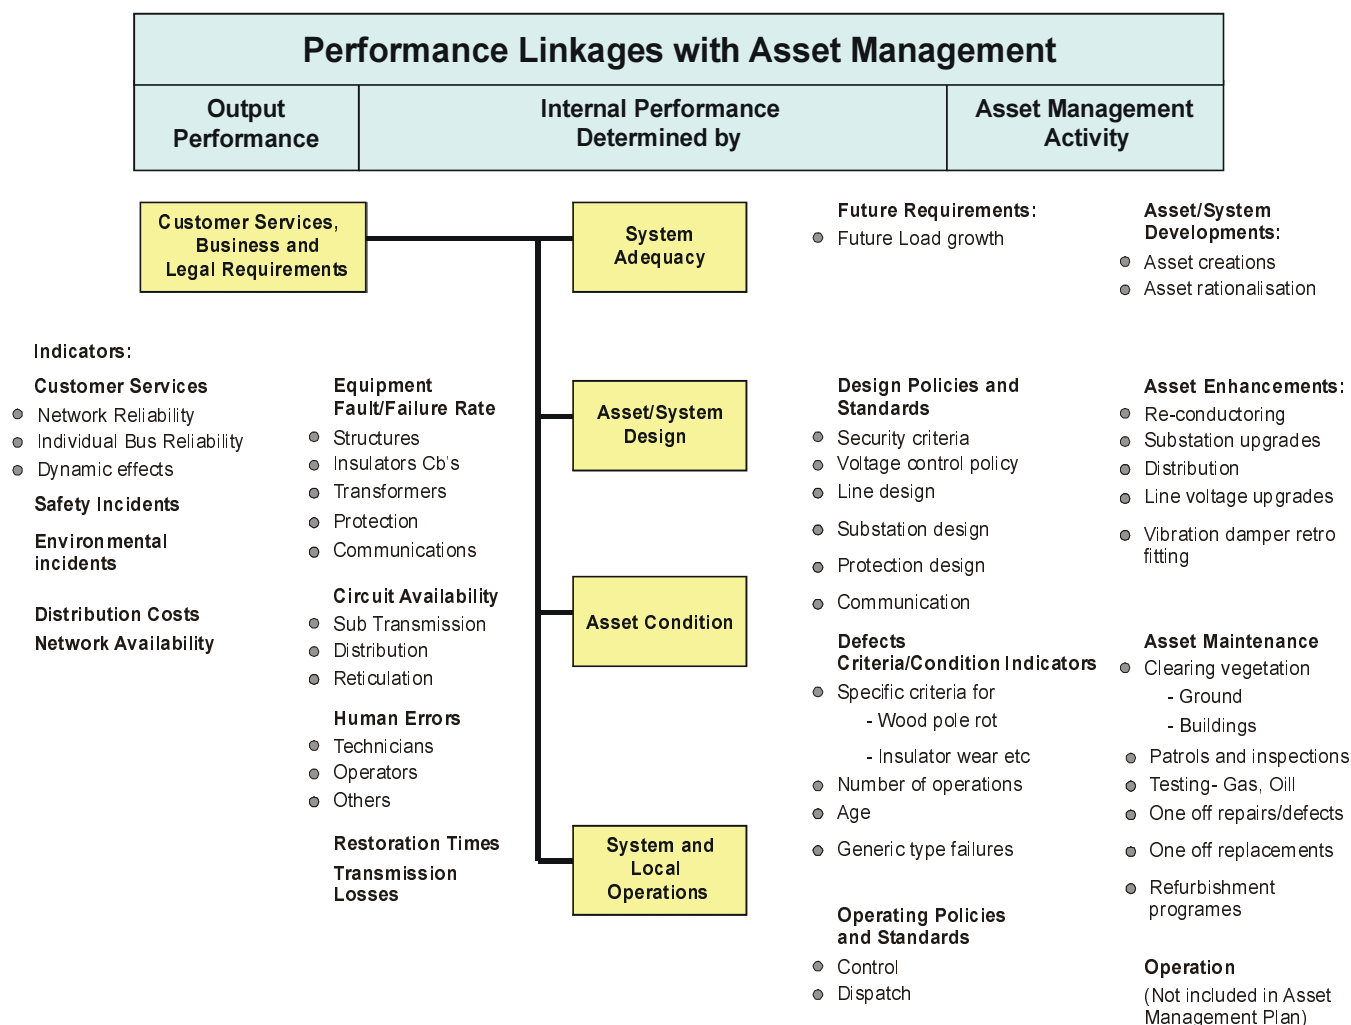 Performance Linkages with Asset Management
Output
Performance
Internal Performance
Determined by
Asset Management
Activity
Customer Services,
Business and
Legal Requirements
System
Adequacy
Future Requirements:
Future Load growth
Asset/System
Developments:
Asset creations
Asset rationalisation
Indicators:
Customer Services
Network Reliability
Individual Bus Reliability
Dynamic effects
Safety Incidents
Environmental
incidents
Distribution Costs
Network Availability
Equipment
Fault/Failure Rate
Structures
Insulators Cb's
Transformers
Protection
Communications
Circuit Availability
Sub Transmission
Distribution
Reticulation
Human Errors
Technicians
Operators
Others
Restoration Times
Transmission
Losses
Asset/System
Design
Asset Condition
System and
Local
Operations
Design Policies and
Standards
Security criteria
Voltage control policy
Line design
Substation design
Protection design
Communication
Defects
Criteria/Condition Indicators
Specific criteria for
- Wood pole rot
- Insulator wear etc
Number of operations
Age
Generic type failures
Operating Policies
and Standards
Control
Dispatch
Asset Enhancements:
Re-conductoring
Substation upgrades
Distribution
Line voltage upgrades
Vibration damper retro
fitting
Asset Maintenance
Clearing vegetation
- Ground
- Buildings
Patrols and inspections
Testing- Gas, Oill
One off repairs/defects
One off replacements
Refurbishment
programes
Operation
(Not included in Asset
Management Plan)